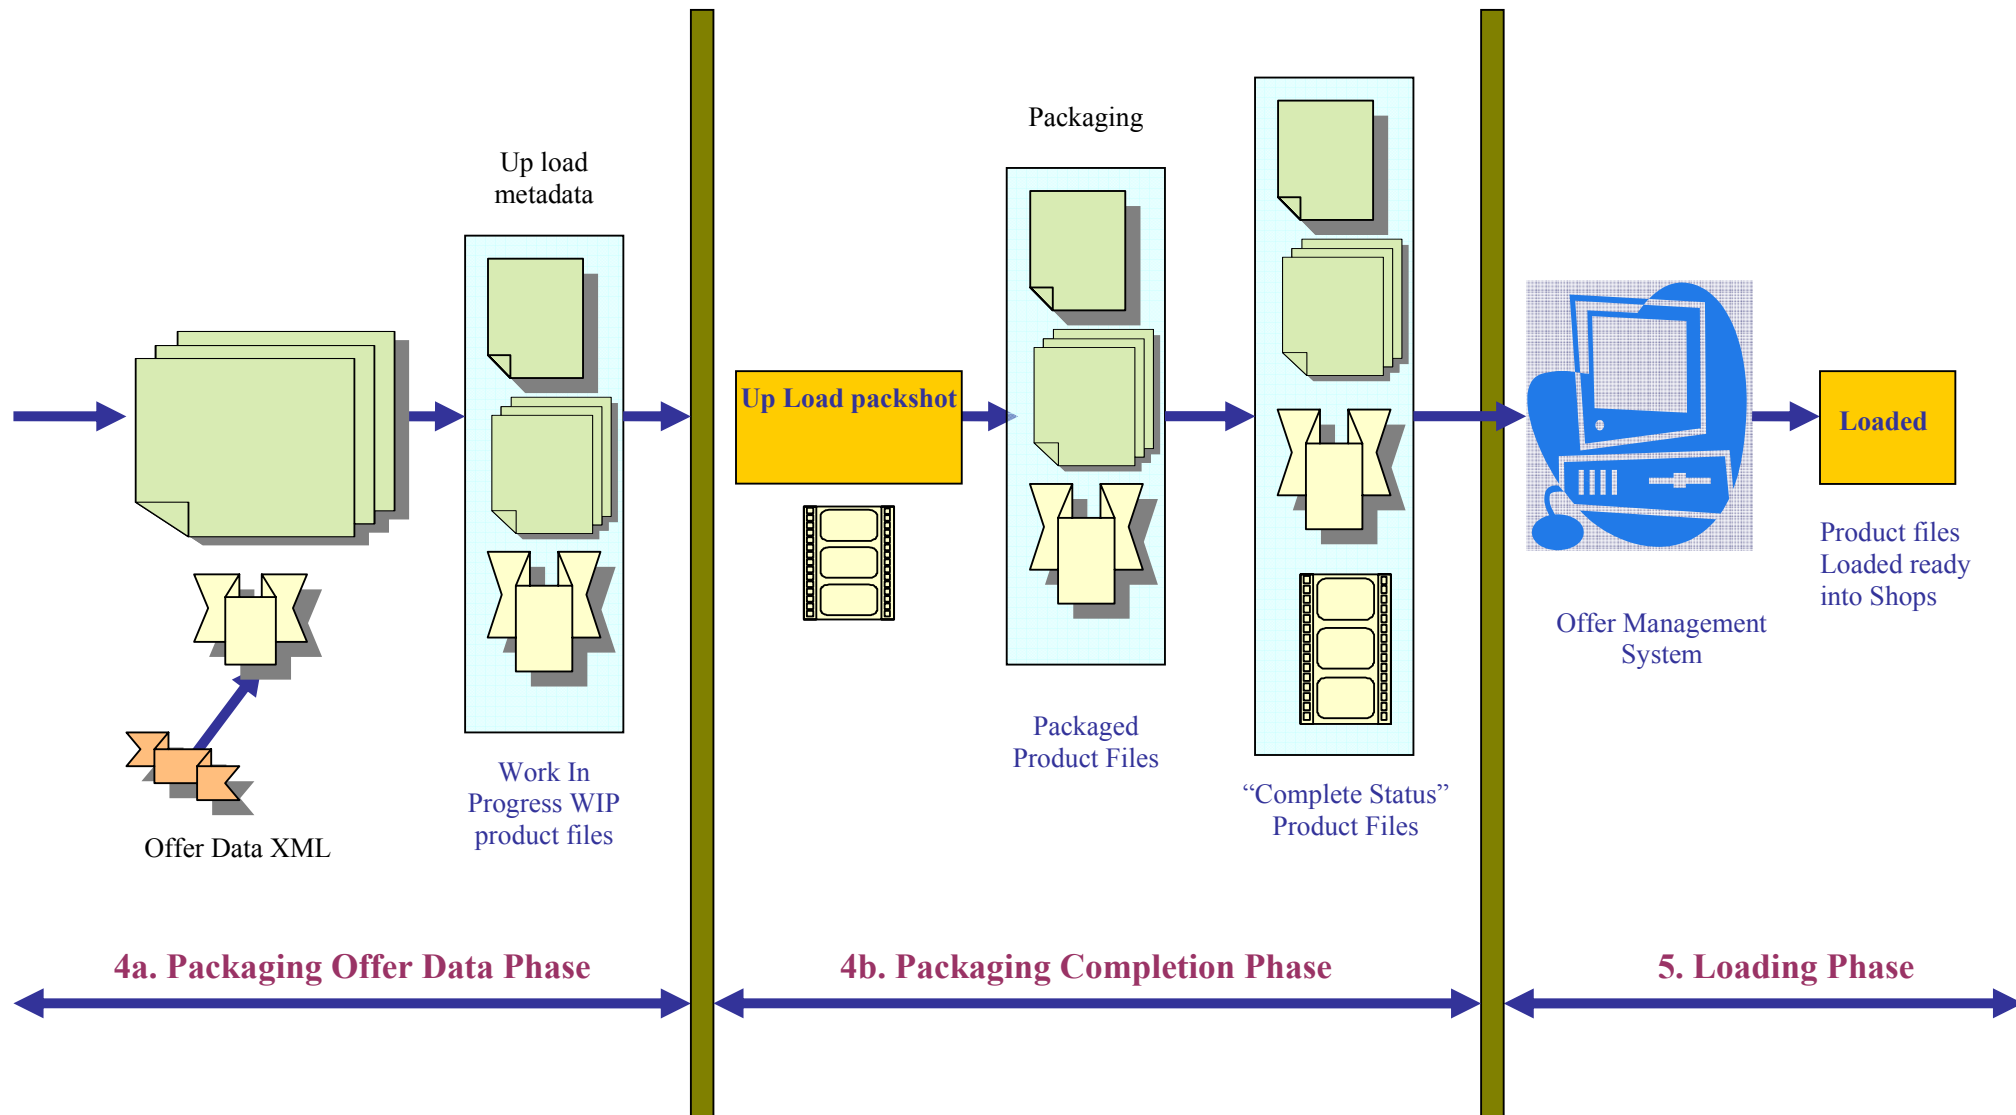 Up load
metadata
Offer Data XML
Work In
Progress WIP
product files
4a. Packaging Offer Data Phase
Up Load packshot
Packaging
Packaged
Product Files
“Complete Status”
Product Files
4b. Packaging Completion Phase
Offer Management
System
Loaded
Product files
Loaded ready
into Shops
5. Loading Phase